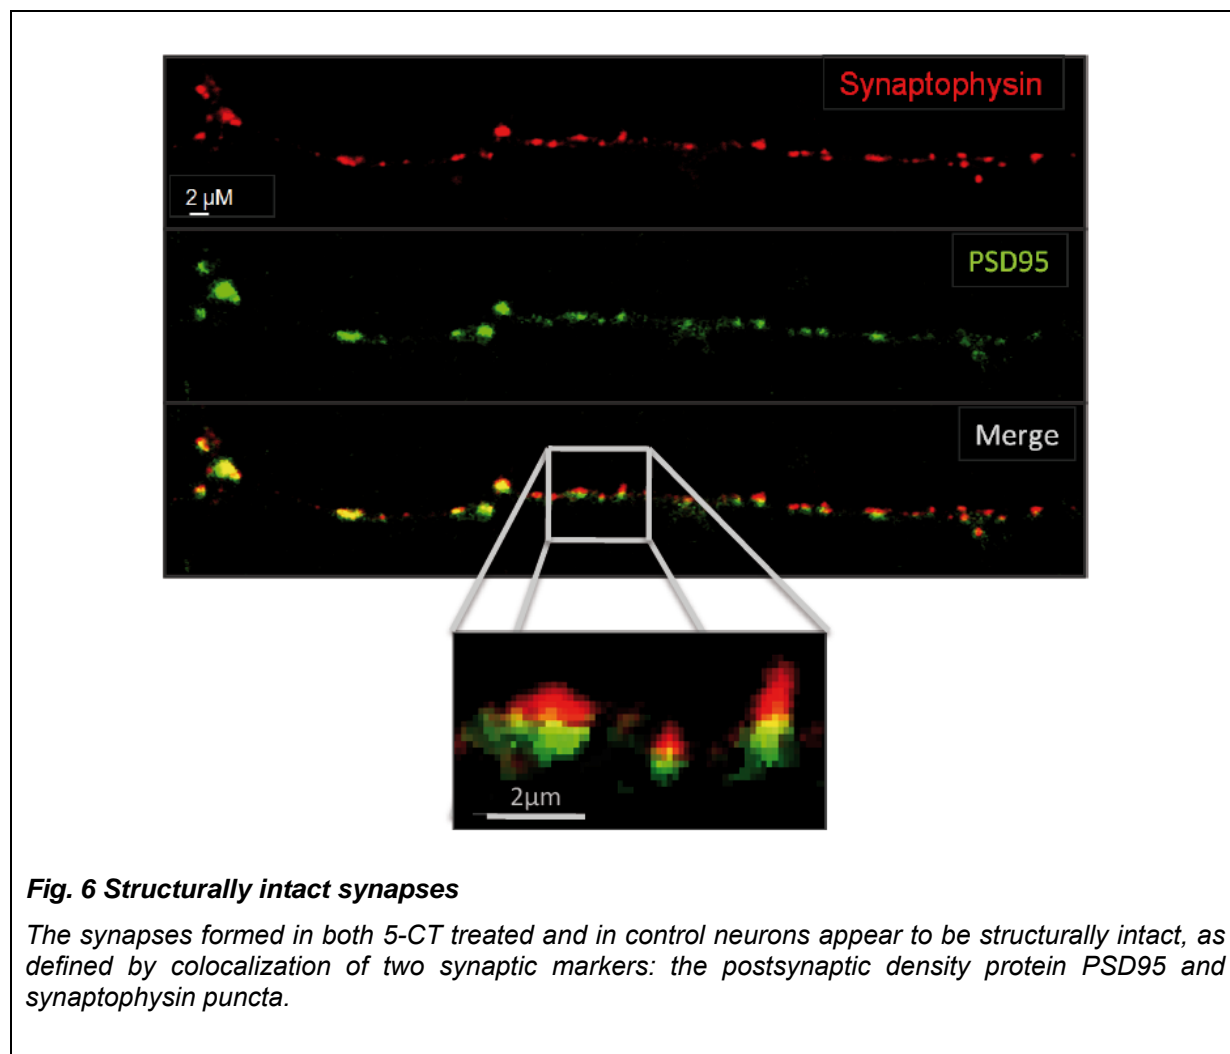 Synaptophysin
2 µM
PSD95
Merge
2µm
Fig. 6 Structurally intact synapses
The synapses formed in both 5-CT treated and in control neurons appear to be structurally intact, as
defined by colocalization of two synaptic markers: the postsynaptic density protein PSD95 and
synaptophysin puncta.